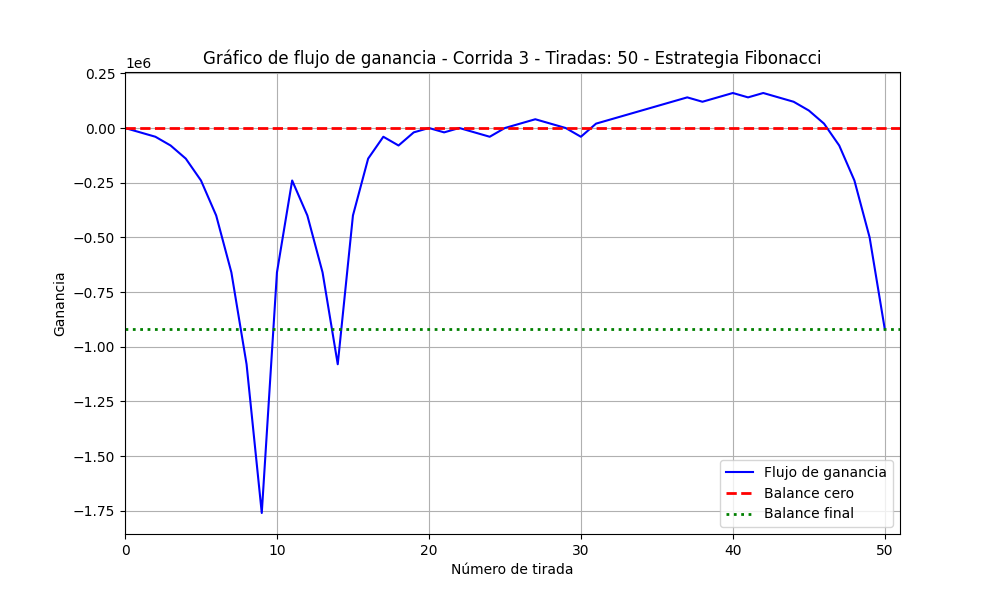 Gráfico de flujo de ganancia - Corrida 3 - Tiradas: 50 - Estrategia Fibonacci
1e6
0.25
0.00
−0.25
−0.50
−0.75
−1.00
−1.25
−1.50
−1.75
Ganancia
0 10 20 30 40 50
Número de tirada
Flujo de ganancia
Balance cero
Balance final